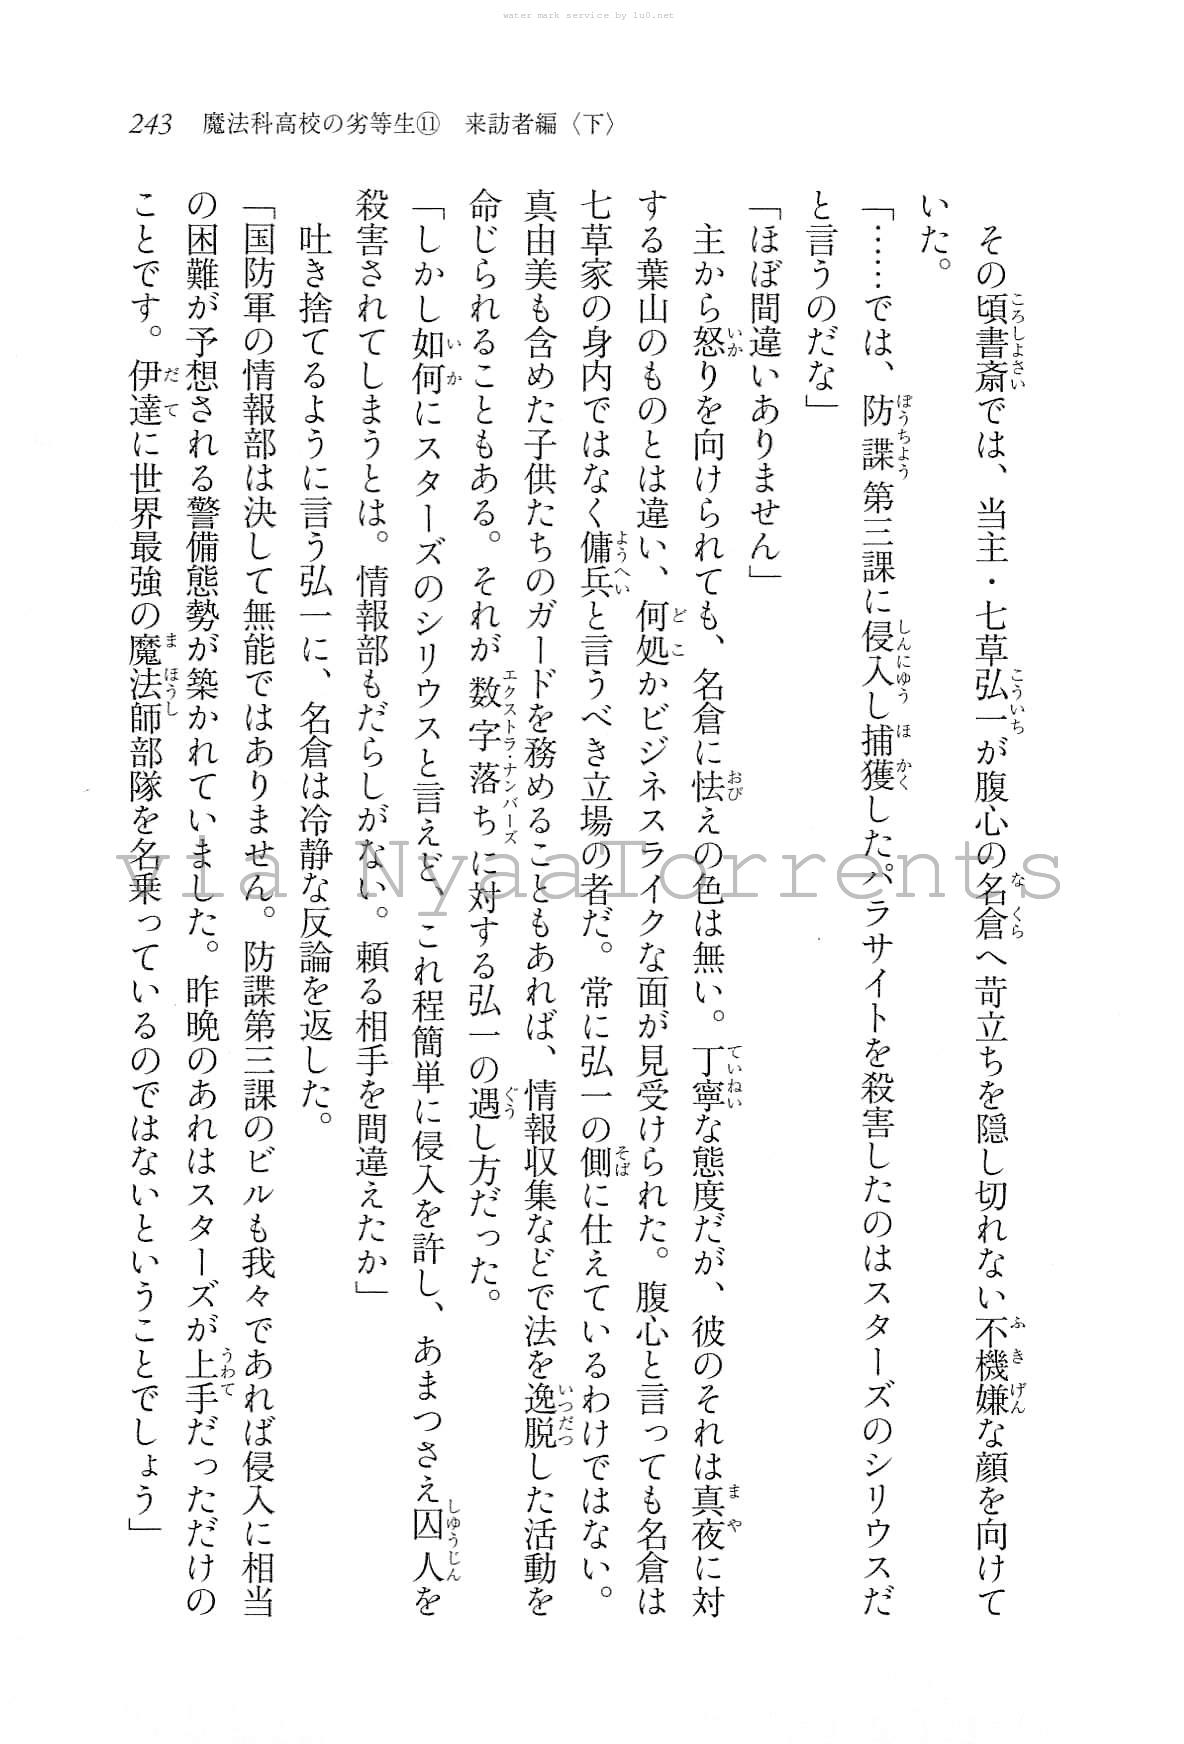 water mark service by lu0.net
243 魔法科高校の劣等生⑪ 来訪者編〈下〉
その頃書斎では、当主・七草弘一が腹心の名倉へ苛立ちを隠し切れない不機嫌な顔を向けて
いた。
「……では、防諜第三課に侵入し捕獲したパラサイトを殺害したのはスターズのシリウスだ
と言うのだな」
「ほぼ間違いありません」
主から怒りを向けられても、名倉に怯えの色は無い。丁寧な態度だが、彼のそれは真夜に対
する葉山のものとは違い、何処かビジネスライクな面が見受けられた。腹心と言っても名倉は
七草家の身内ではなく傭兵と言うべき立場の者だ。常に弘一の側に仕えているわけではない。
真由美も含めた子供たちのガードを務めることもあれば、情報収集などで法を逸脱した活動を
命じられることもある。それが数字落ちに対する弘一の遇し方だった。
「しかし如何にスターズのシリウスと言えど、これ程簡単に侵入を許し、あまつさえ囚人を
殺害されてしまうとは。情報部もだらしがない。頼る相手を間違えたか」
吐き捨てるように言う弘一に、名倉は冷静な反論を返した。
「国防軍の情報部は決して無能ではありません。防諜第三課のビルも我々であれば侵入に相当
の困難が予想される警備態勢が築かれていました。昨晩のあれはスターズが上手だっただけの
ことです。伊達に世界最強の魔法師部隊を名乗っているのではないということでしょう」
via NyaaTorrents